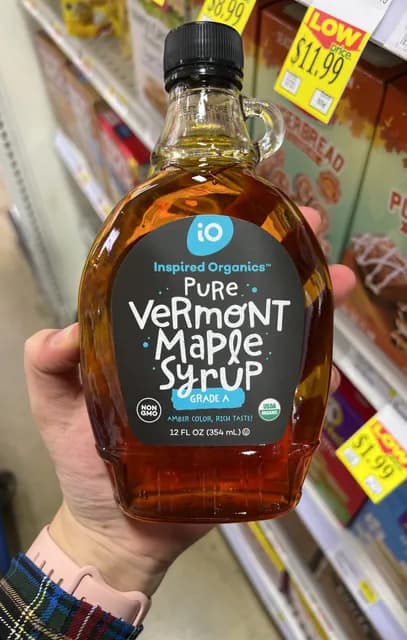 $8.99
LOW
price.
$11.99
iO
Inspired Organics™
PURE
VERMONT
MAPLE
SYRUP
GRADE A
NON
GMO
USDA
ORGANIC
AMBER COLOR, RICH TASTE!
12 FL OZ (354 mL) U
LOW
$1.99